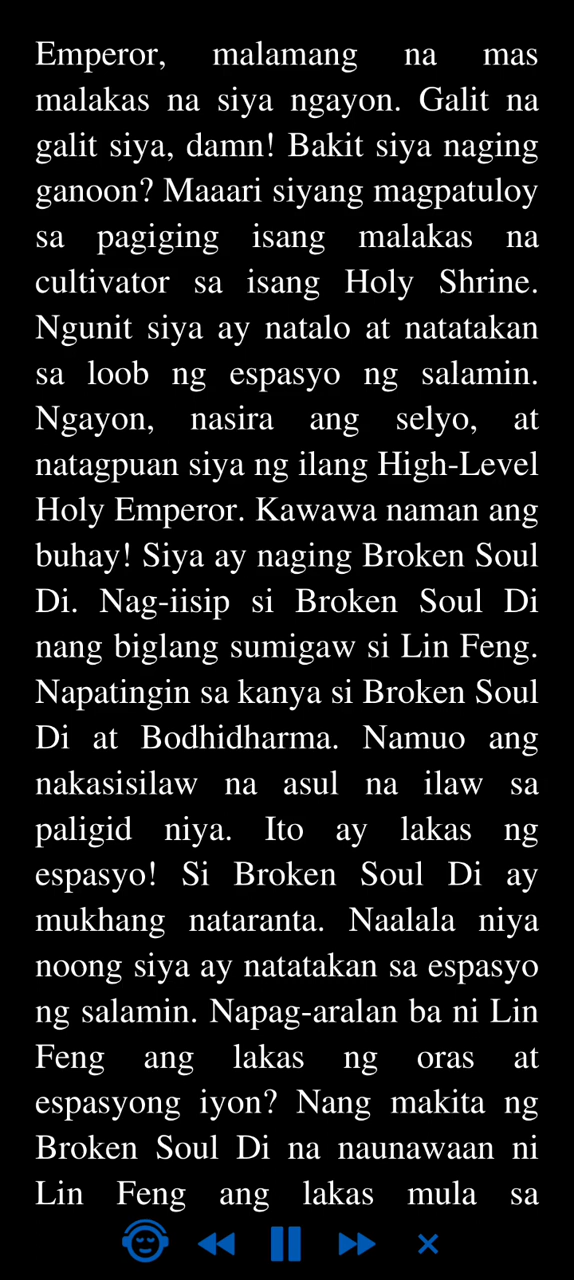 Emperor, malamang na mas
malakas na siya ngayon. Galit na
galit siya, damn! Bakit siya naging
ganoon? Maaari siyang magpatuloy
sa pagiging isang malakas na
cultivator sa isang Holy Shrine.
Ngunit siya ay natalo at natatakan
sa loob ng espasyo ng salamin.
Ngayon, nasira ang selyo, at
natagpuan siya ng ilang High-Level
Holy Emperor. Kawawa naman ang
buhay! Siya ay naging Broken Soul
Di. Nag-iisip si Broken Soul Di
nang biglang sumigaw si Lin Feng.
Napatingin sa kanya si Broken Soul
Di at Bodhidharma. Namuo ang
nakasisilaw na asul na ilaw sa
paligid niya. Ito ay lakas ng
espasyo! Si Broken Soul Di ay
mukhang nataranta. Naalala niya
noong siya ay natatakan sa espasyo
ng salamin. Napag-aralan ba ni Lin
Feng ang lakas ng oras at
espasyong iyon? Nang makita ng
Broken Soul Di na naunawaan ni
Lin Feng ang lakas mula sa